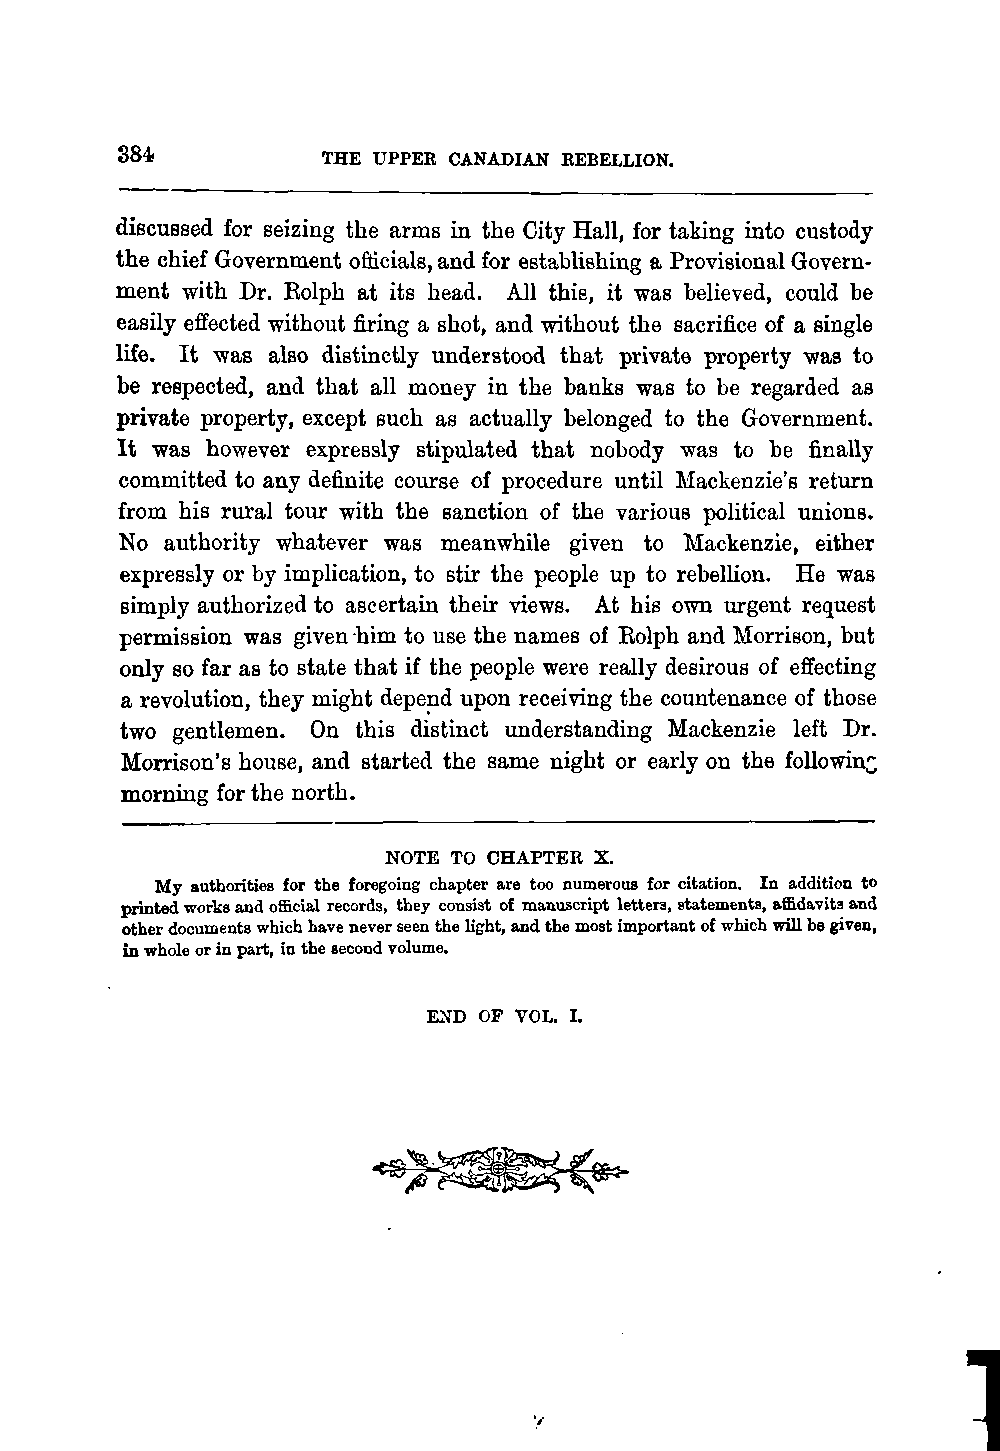 384
THE UPPER CANADIAN REBELLION.
discussed for seizing the arms in the City Hall, for taking into custody
the chief Government officials, and for establishing a Provisional Govern-
ment with Dr. Rolph at its head. All this, it was believed, could be
easily effected without firing a shot, and without the sacrifice of a single
life. It was also distinctly understood that private property was to
be respected, and that all money in the banks was to be regarded as
private property, except such as actually belonged to the Government.
It was however expressly stipulated that nobody was to be finally
committed to any definite course of procedure until Mackenzie's return
from his rural tour with the sanction of the various political unions.
No authority whatever was meanwhile given to Mackenzie, either
expressly or by implication, to stir the people up to rebellion. He was
simply authorized to ascertain their views. At his own urgent request
permission was given him to use the names of Rolph and Morrison, but
only so far as to state that if the people were really desirous of effecting
a revolution, they might depend upon receiving the countenance of those
two gentlemen. On this distinct understanding Mackenzie left Dr.
Morrison's house, and started the same night or early on the following
morning for the north.
NOTE TO CHAPTER X.
My authorities for the foregoing chapter are too numerous for citation. In addition to
printed works and official records, they consist of manuscript letters, statements, affidavits and
other documents which have never seen the light, and the most important of which will be given,
in whole or in part, in the second volume.
END OF VOL. I.